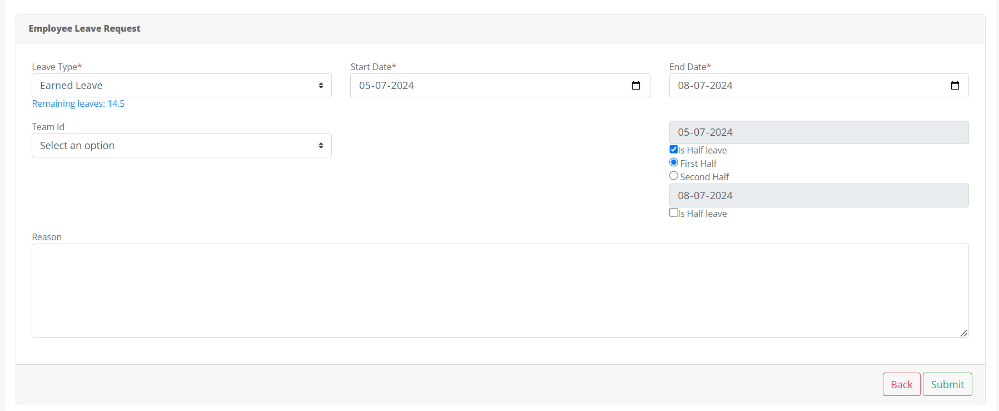 Employee Leave Request
Leave Type*
Earned Leave
Remaining leaves: 14.5
Start Date*
05-07-2024
End Date*
08-07-2024
Team Id
Select an option
05-07-2024
Is Half leave
First Half
Second Half
08-07-2024
Is Half leave
Reason
Back
Submit